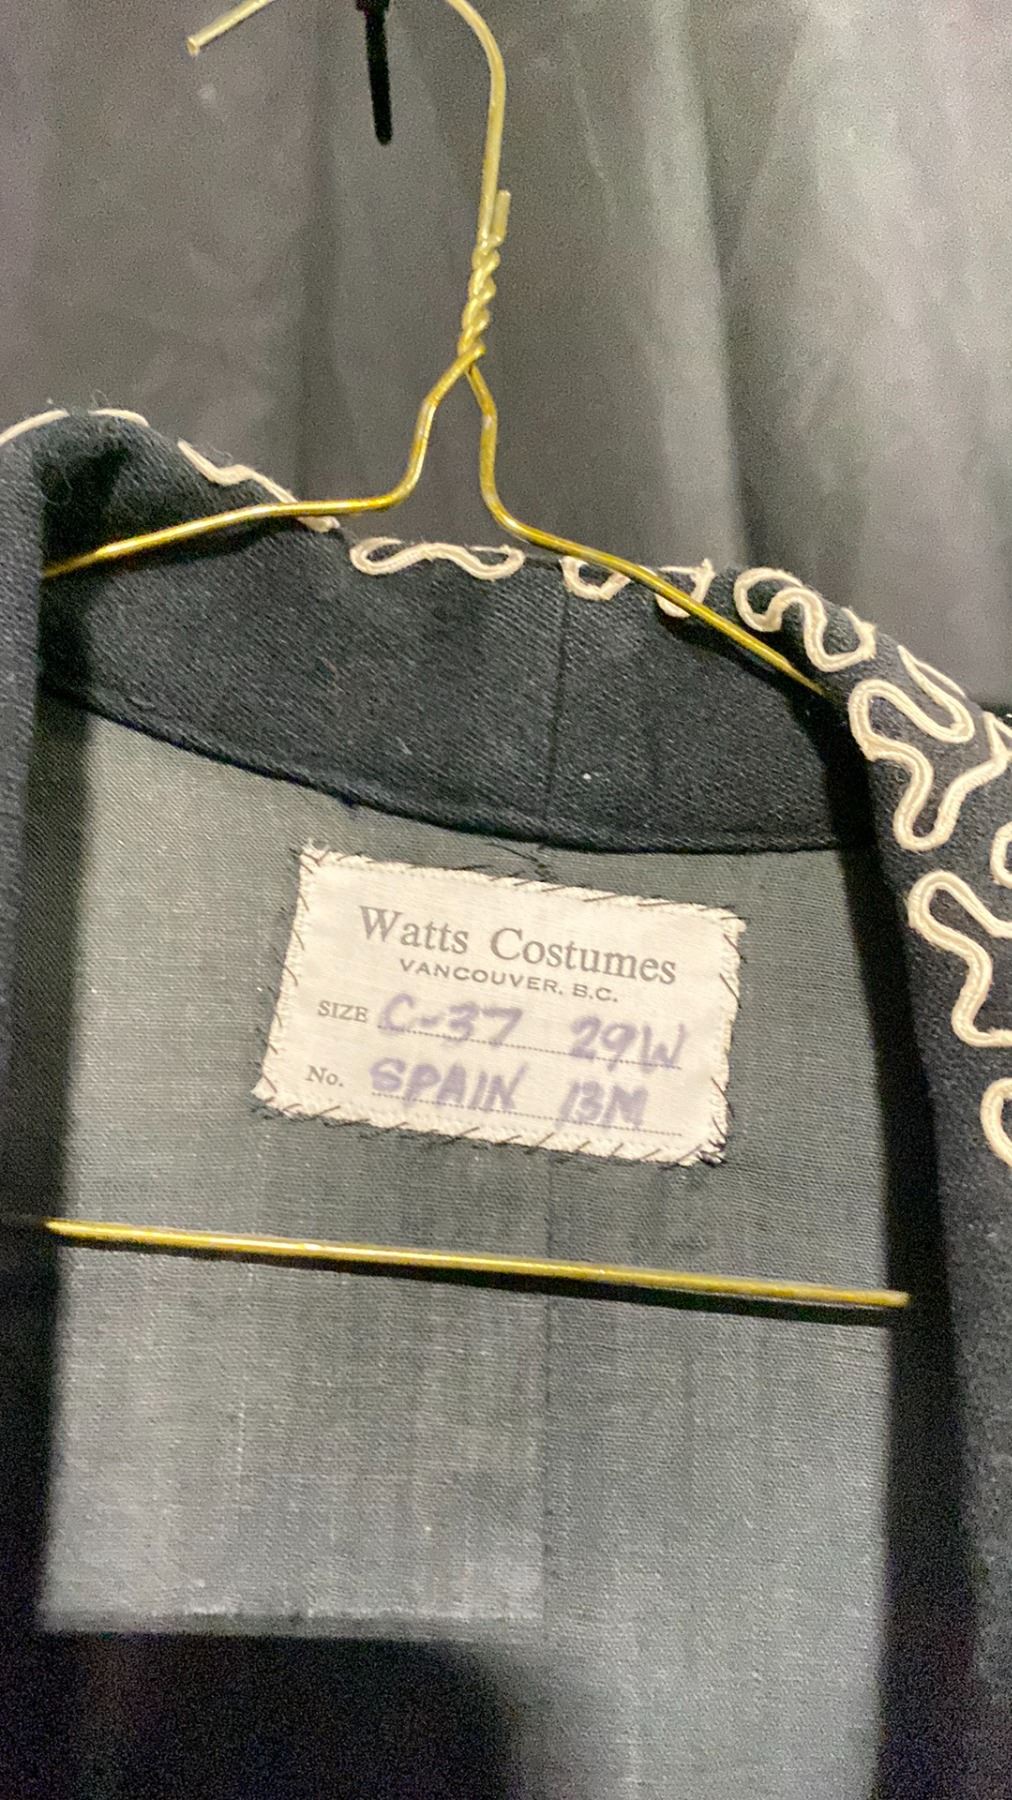 Watts Costumes
VANCOUVER, B.C.
SIZE C-37 29W
No. SPAIN 13M